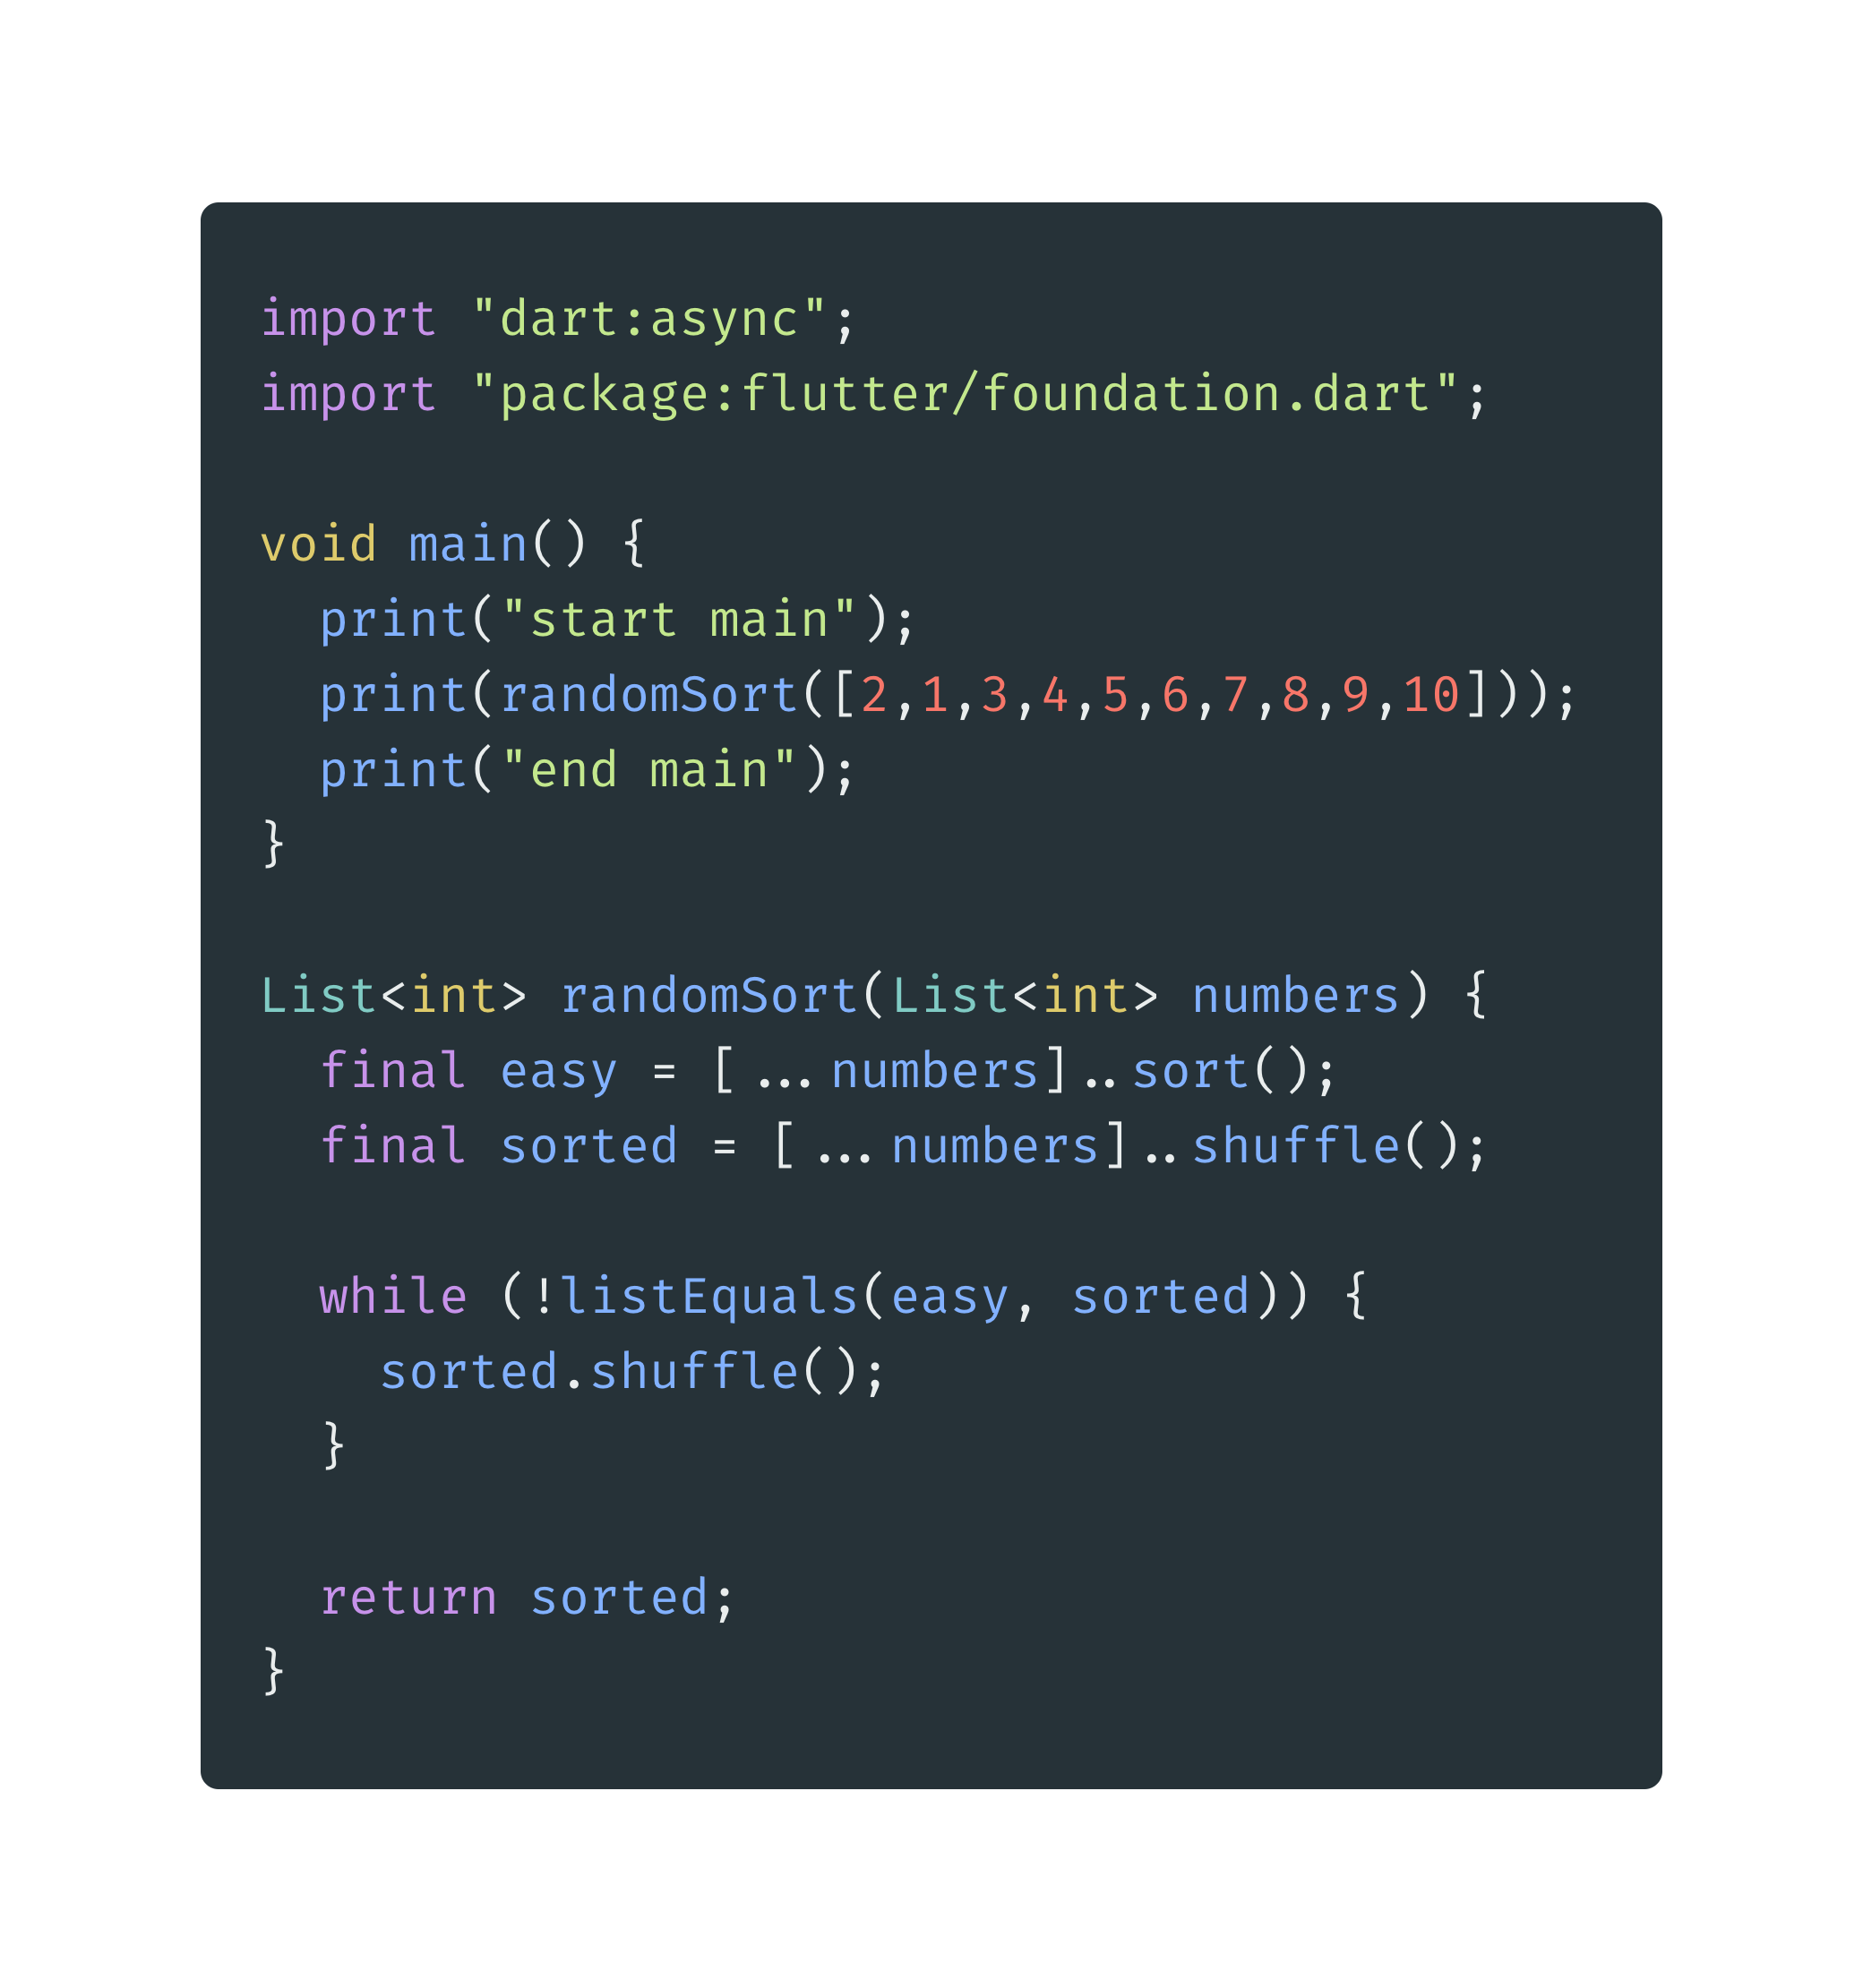 import "dart:async";
import "package:flutter/foundation.dart";
void main() {
  print("start main");
  print(randomSort([2,1,3,4,5,6,7,8,9,10]));
  print("end main");
}
List<int> randomSort(List<int> numbers) {
  final easy = [...numbers]..sort();
  final sorted = [...numbers]..shuffle();
  while (!listEquals(easy, sorted)) {
    sorted.shuffle();
  }
  return sorted;
}